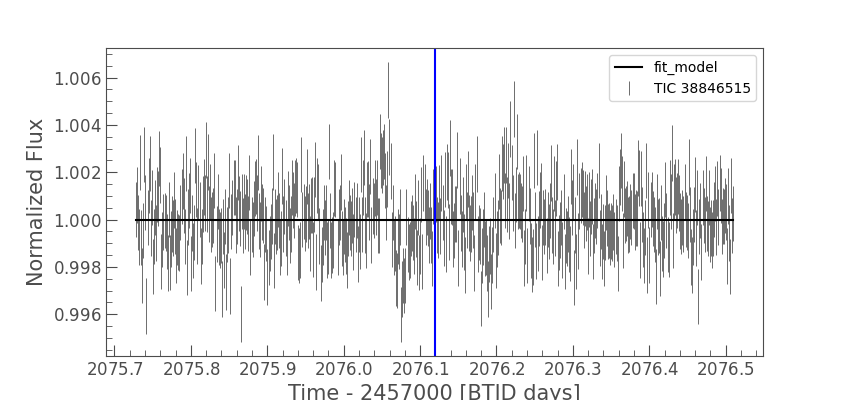 fit_model
TIC 38846515
1.006
1.004
1.002
1.000
0.998
0.996
Normalized Flux
2075.7 2075.8 2075.9 2076.0 2076.1 2076.2 2076.3 2076.4 2076.5
Time - 2457000 [BTJD days]